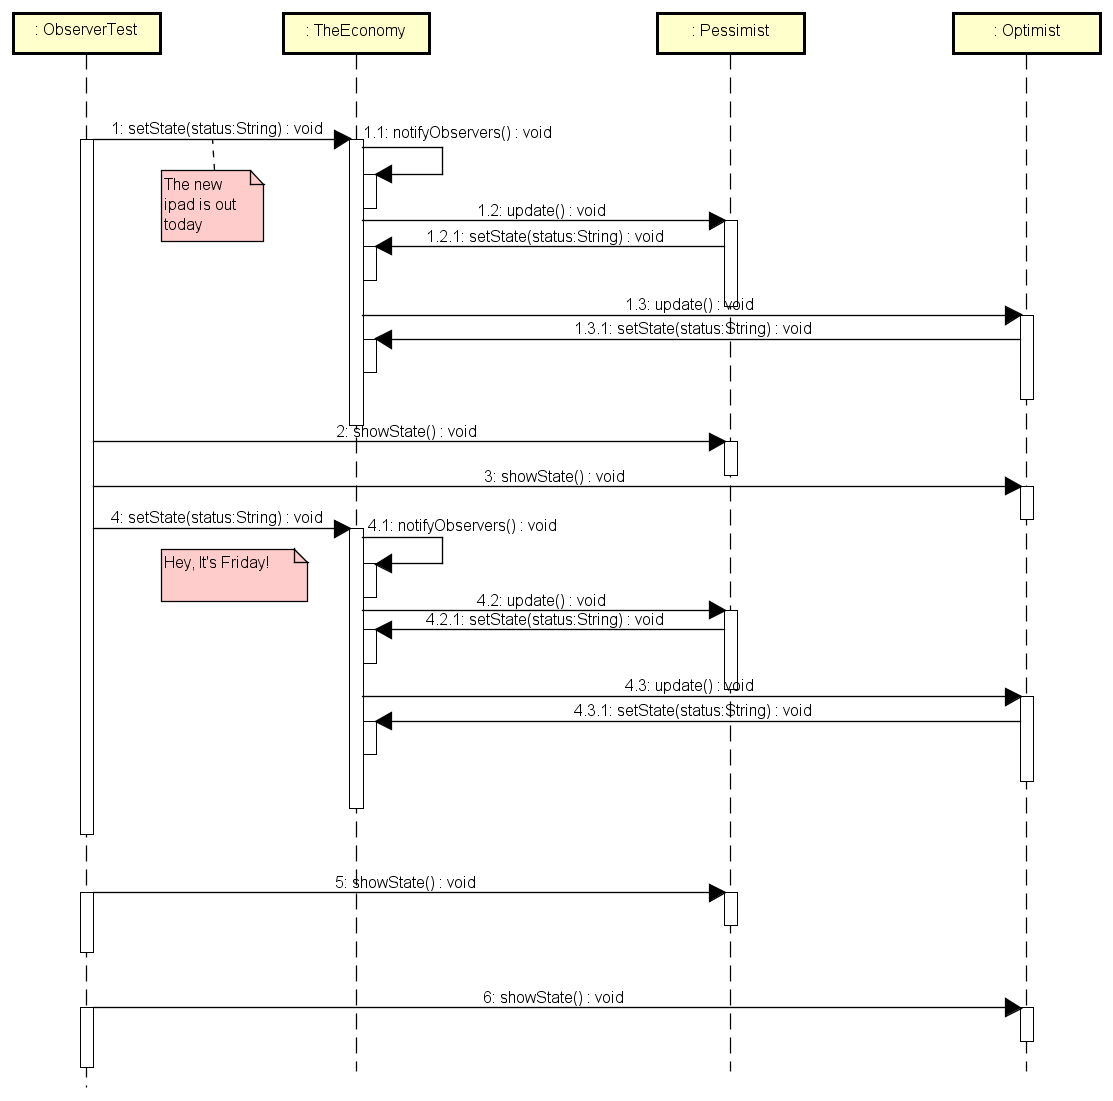 : ObserverTest
: TheEconomy
: Pessimist
: Optimist
1: setState(status:String) : void
1.1: notifyObservers() : void
The new
ipad is out
today
1.2: update() : void
1.2.1: setState(status:String) : void
1.3: update() : void
1.3.1: setState(status:String) : void
2: showState() : void
3: showState() : void
4: setState(status:String) : void
4.1: notifyObservers() : void
Hey, It's Friday!
4.2: update() : void
4.2.1: setState(status:String) : void
4.3: update() : void
4.3.1: setState(status:String) : void
5: showState() : void
6: showState() : void